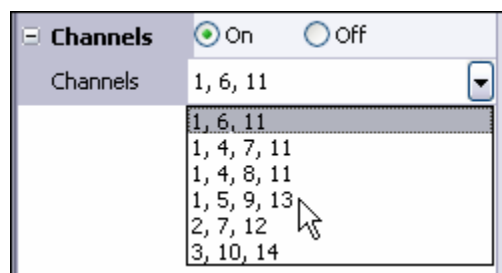 Channels On Off
Channels 1, 6, 11
1, 6, 11
1, 4, 7, 11
1, 4, 8, 11
1, 5, 9, 13
2, 7, 12
3, 10, 14